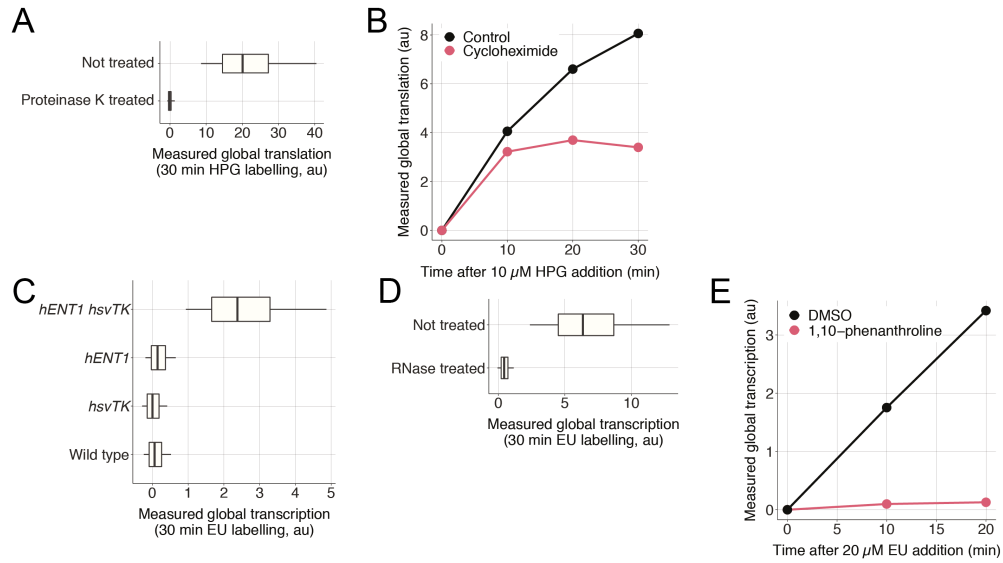 A
Not treated
Proteinase K treated
0 10 20 30 40
Measured global translation
(30 min HPG labelling, au)
B
Control
Cycloheximide
Measured global translation (au)
8
6
4
2
0
0 10 20 30
Time after 10 µM HPG addition (min)
C
hENT1 hsvTK
hENT1
hsvTK
Wild type
0 1 2 3 4 5
Measured global transcription
(30 min EU labelling, au)
D
Not treated
RNase treated
0 5 10
Measured global transcription
(30 min EU labelling, au)
E
DMSO
1,10−phenanthroline
Measured global transcription (au)
3
2
1
0
0 5 10 15 20
Time after 20 µM EU addition (min)